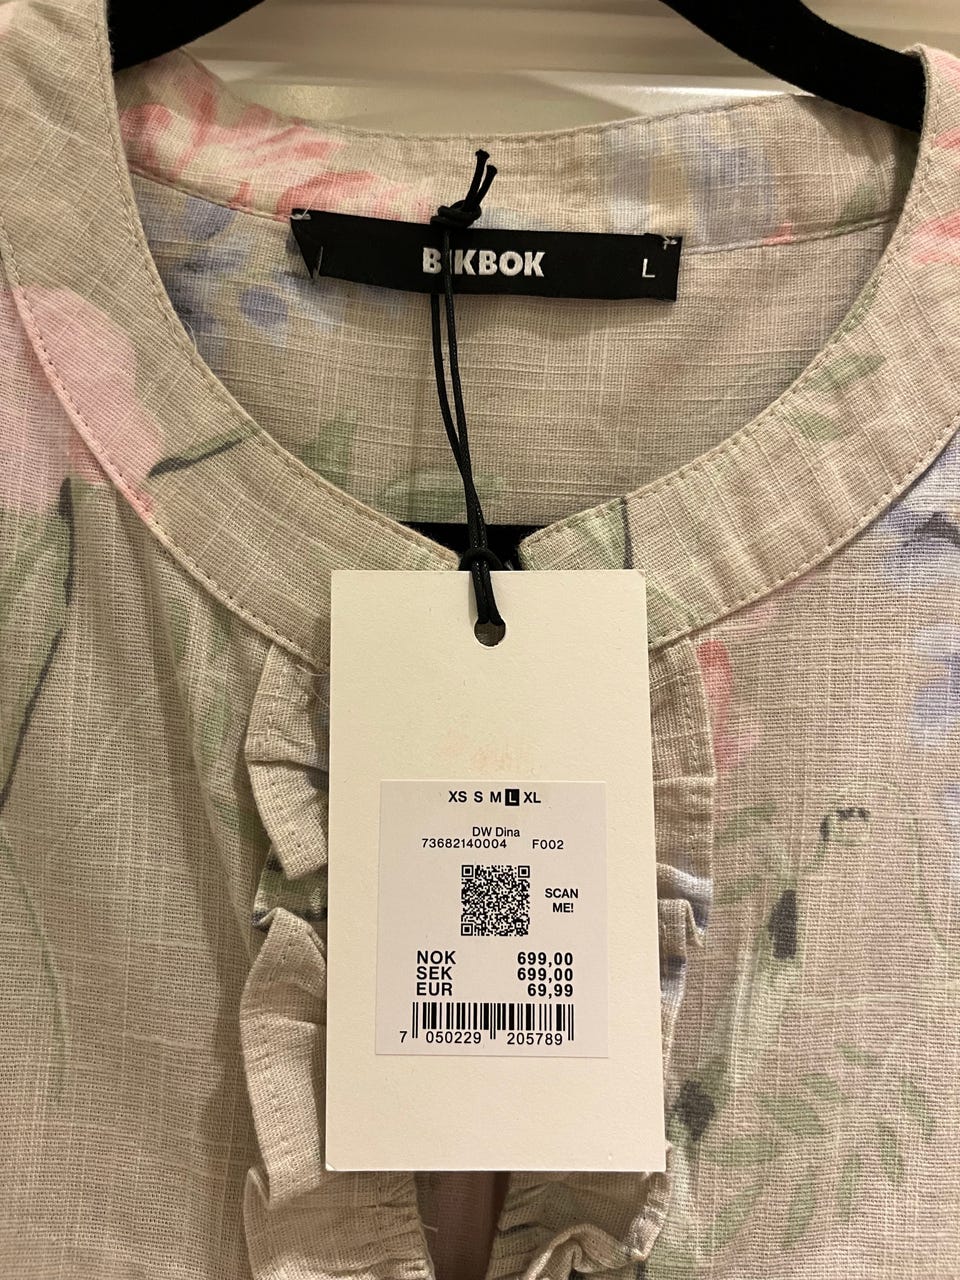 BIKBOK L
XS S M L XL
DW Dina
73682140004 F002
SCAN
ME!
NOK 699,00
SEK 699,00
EUR 69,99
7 050229 205789